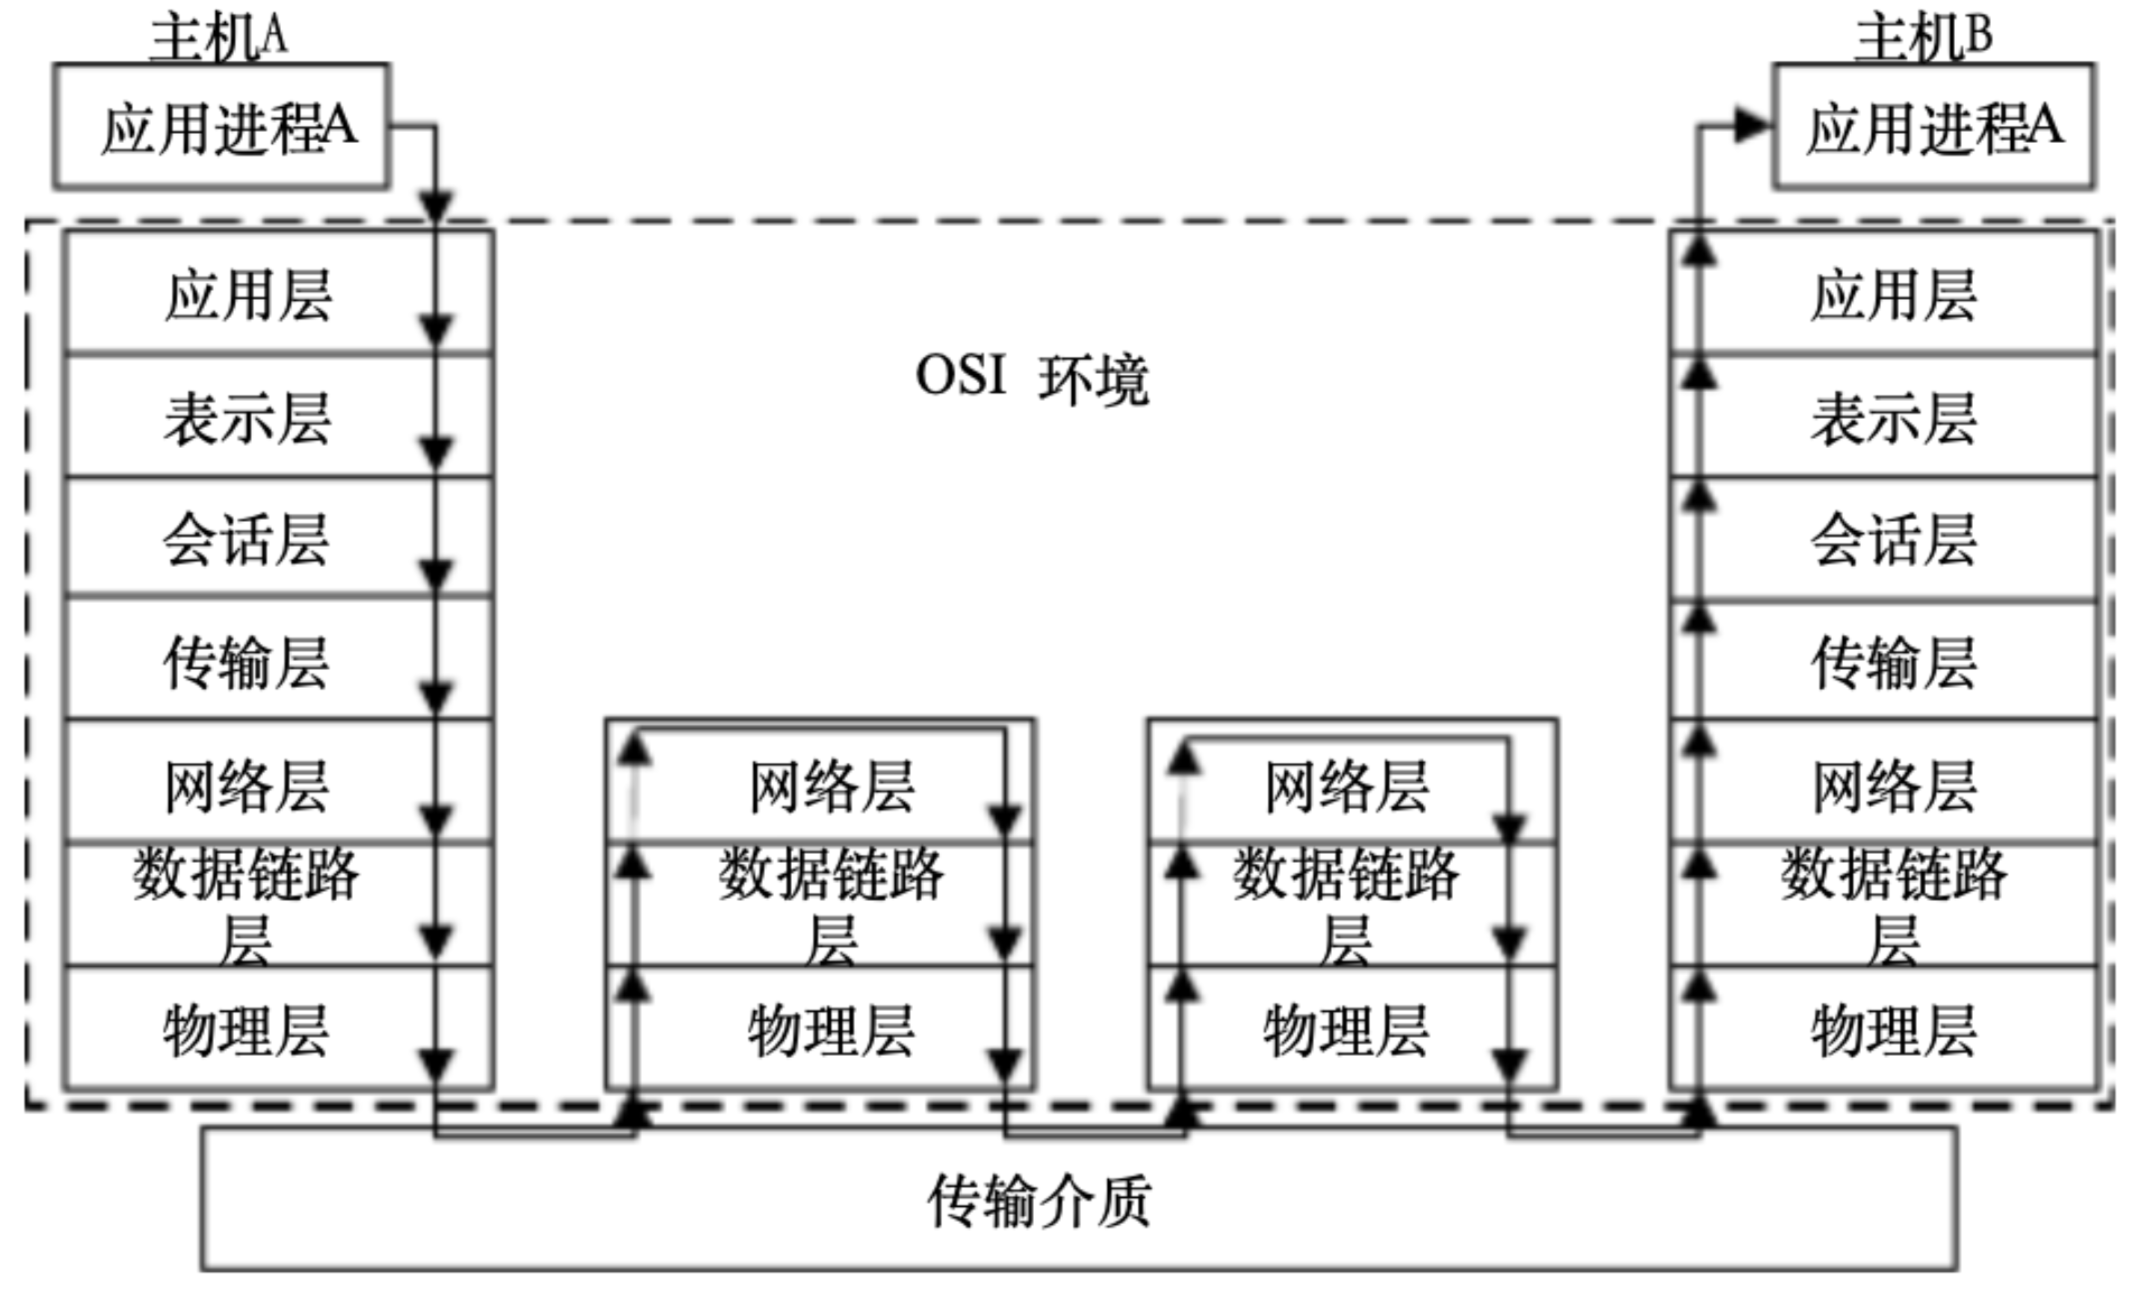 主机A
主机B
应用进程A
应用进程A
OSI 环境
应用层
表示层
会话层
传输层
网络层
数据链路
层
物理层
网络层
数据链路
层
物理层
网络层
数据链路
层
物理层
应用层
表示层
会话层
传输层
网络层
数据链路
层
物理层
传输介质